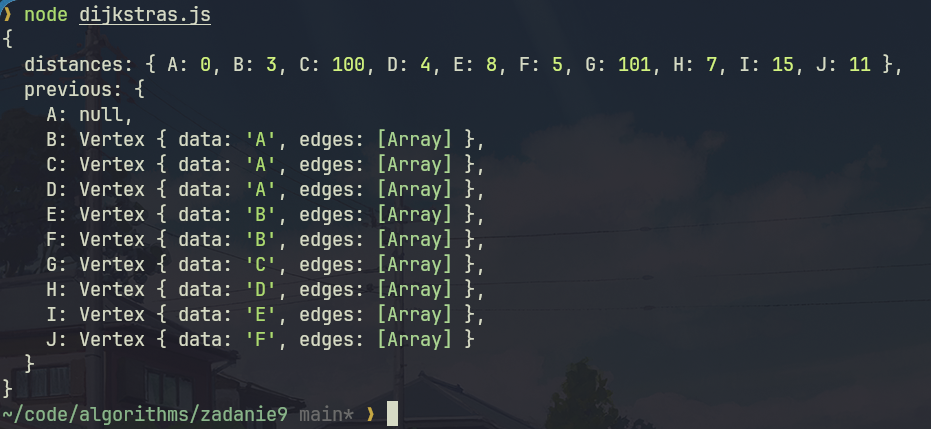 ❯ node dijkstras.js
{
  distances: { A: 0, B: 3, C: 100, D: 4, E: 8, F: 5, G: 101, H: 7, I: 15, J: 11 },
  previous: {
    A: null,
    B: Vertex { data: 'A', edges: [Array] },
    C: Vertex { data: 'A', edges: [Array] },
    D: Vertex { data: 'A', edges: [Array] },
    E: Vertex { data: 'B', edges: [Array] },
    F: Vertex { data: 'B', edges: [Array] },
    G: Vertex { data: 'C', edges: [Array] },
    H: Vertex { data: 'D', edges: [Array] },
    I: Vertex { data: 'E', edges: [Array] },
    J: Vertex { data: 'F', edges: [Array] }
  }
}
~/code/algorithms/zadanie9 main* ❯